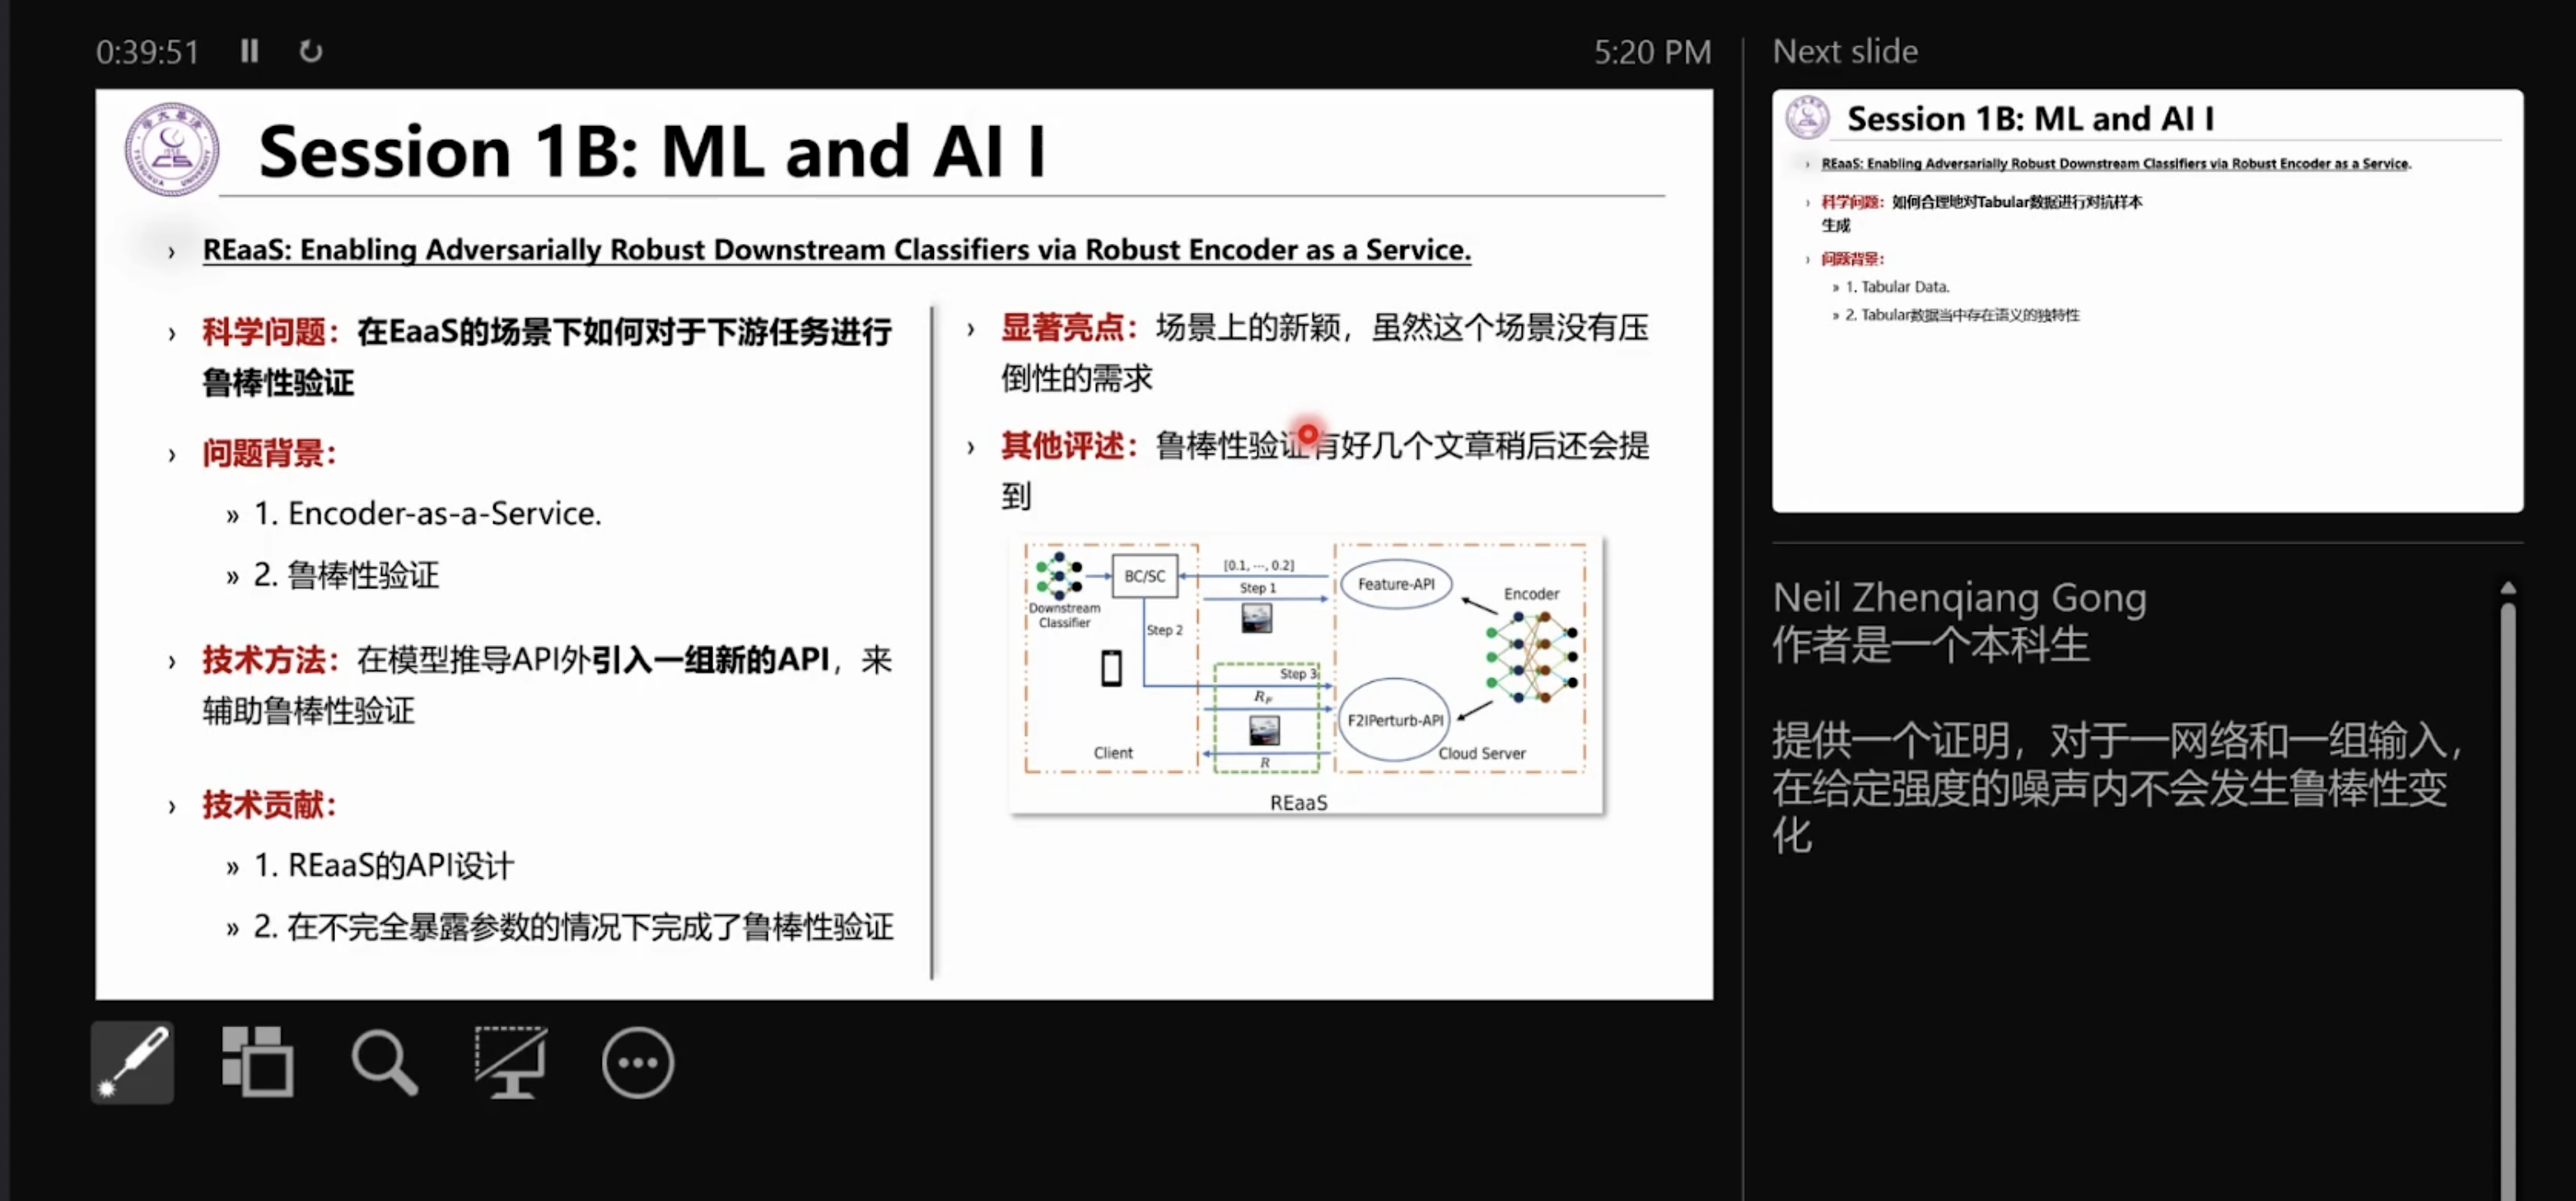 0:39:51
5:20 PM
Next slide
Session 1B: ML and AI I
› REaaS: Enabling Adversarially Robust Downstream Classifiers via Robust Encoder as a Service.
› 科学问题：在EaaS的场景下如何对于下游任务进行
鲁棒性验证
› 问题背景：
» 1. Encoder-as-a-Service.
» 2. 鲁棒性验证
› 技术方法：在模型推导API外引入一组新的API，来
辅助鲁棒性验证
› 技术贡献：
» 1. REaaS的API设计
» 2. 在不完全暴露参数的情况下完成了鲁棒性验证
› 显著亮点：场景上的新颖，虽然这个场景没有压
倒性的需求
› 其他评述：鲁棒性验证有好几个文章稍后还会提
到
BC/SC
[0.1, ···, 0.2]
Step 1
Feature-API
Encoder
Downstream
Classifier
Step 2
Step 3
R_F
F2IPerturb-API
Client
R
Cloud Server
REaaS
Session 1B: ML and AI I
› REaaS: Enabling Adversarially Robust Downstream Classifiers via Robust Encoder as a Service.
› 科学问题：如何合理地对Tabular数据进行对抗样本
生成
› 问题背景：
» 1. Tabular Data.
» 2. Tabular数据当中存在语义的独特性
Neil Zhenqiang Gong
作者是一个本科生
提供一个证明，对于一网络和一组输入，
在给定强度的噪声内不会发生鲁棒性变
化